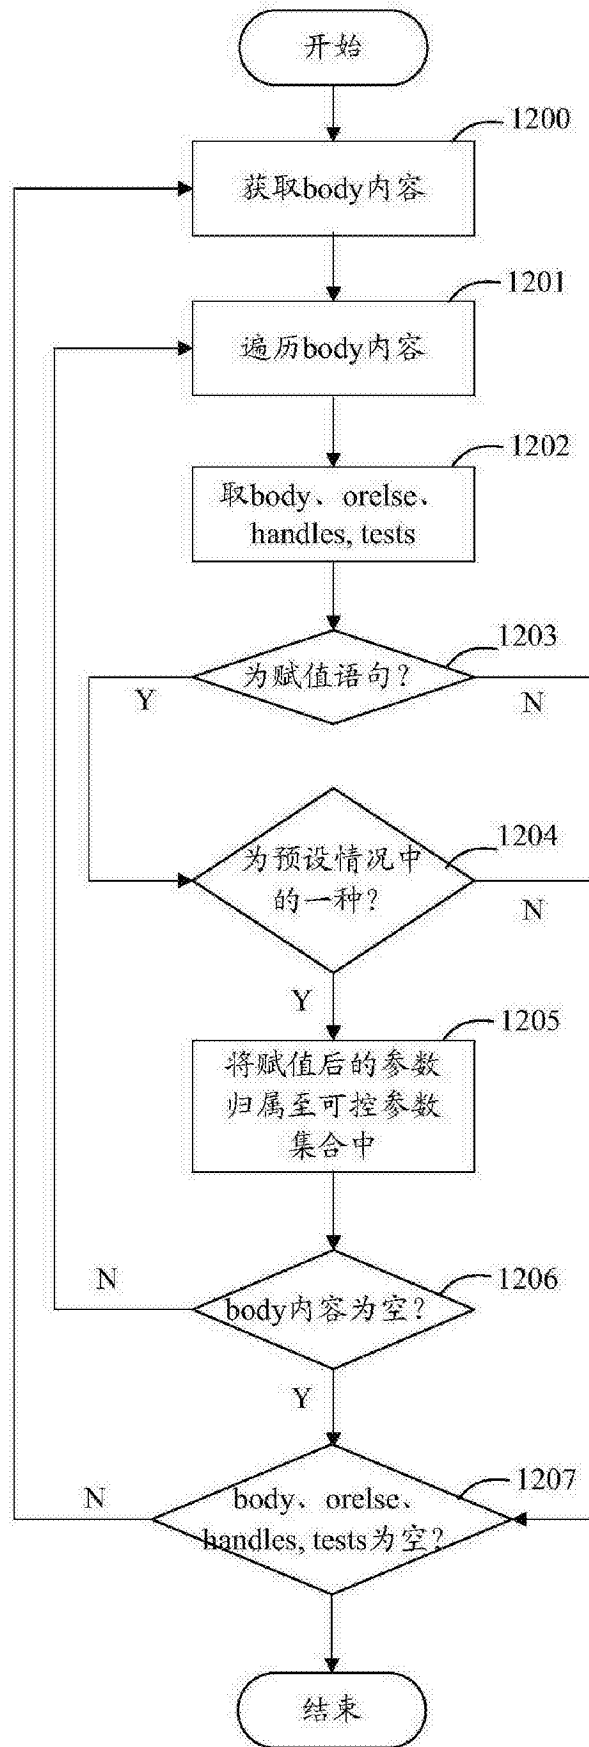 开始
1200
获取body内容
1201
遍历body内容
1202
取body、orelse、
handles, tests
1203
为赋值语句?
Y
N
1204
为预设情况中
的一种?
N
Y
1205
将赋值后的参数
归属至可控参数
集合中
1206
N
body内容为空?
Y
1207
N
body、orelse、
handles, tests为空?
结束